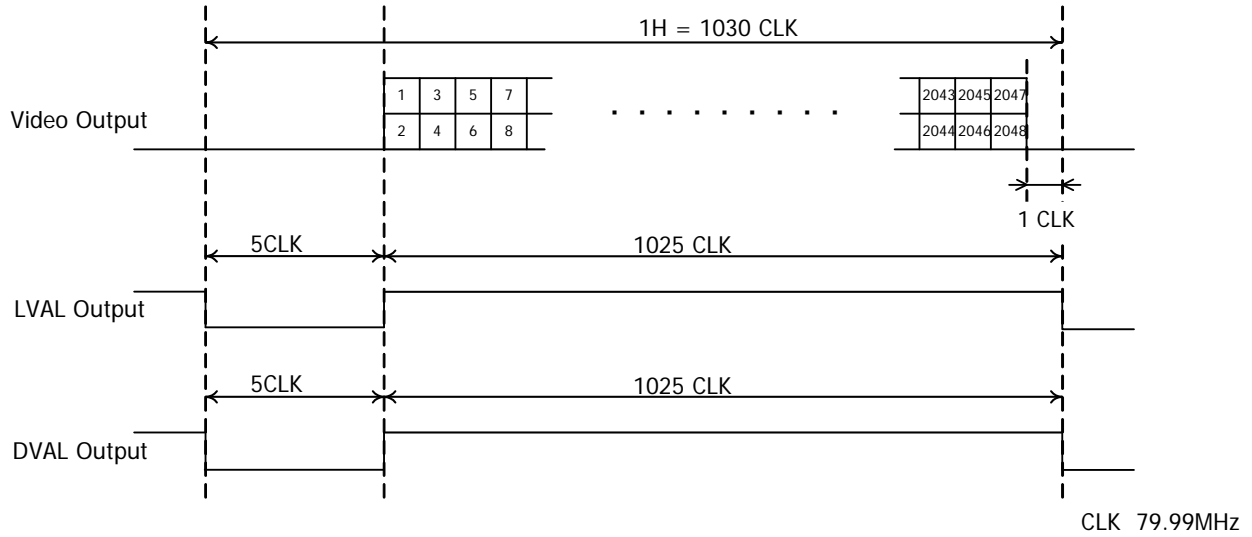 1H = 1030 CLK
Video Output
1 3 5 7 2043 2045 2047
2 4 6 8 2044 2046 2048
1 CLK
5CLK 1025 CLK
LVAL Output
5CLK 1025 CLK
DVAL Output
CLK 79.99MHz